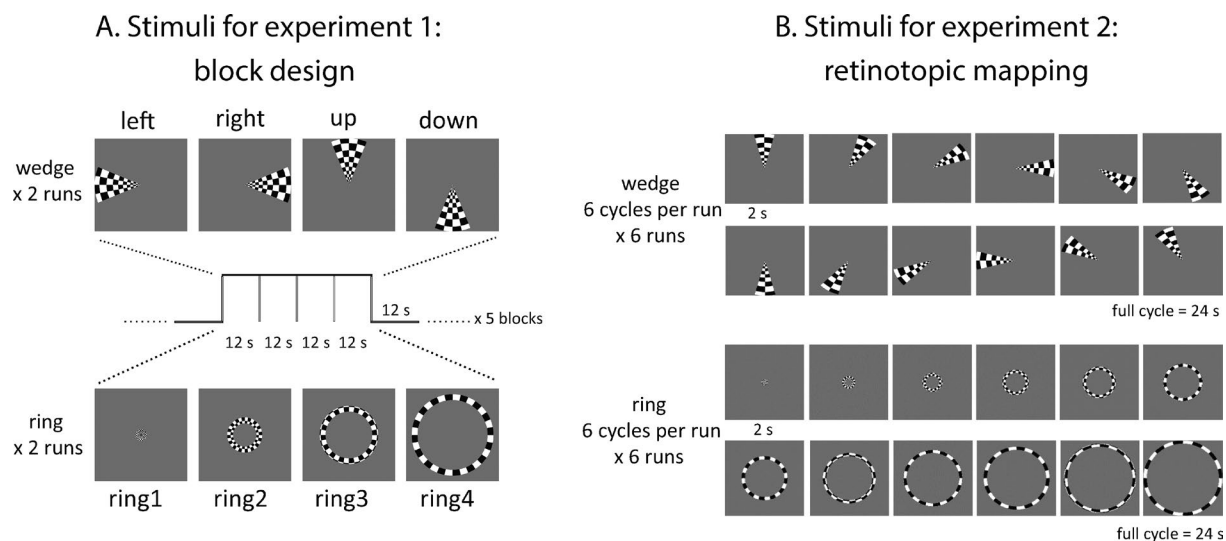 A. Stimuli for experiment 1:
block design
left right up down
wedge
x 2 runs
12 s
x 5 blocks
12 s 12 s 12 s 12 s
ring
x 2 runs
ring1 ring2 ring3 ring4
B. Stimuli for experiment 2:
retinotopic mapping
wedge
6 cycles per run
x 6 runs
2 s
full cycle = 24 s
ring
6 cycles per run
x 6 runs
2 s
full cycle = 24 s